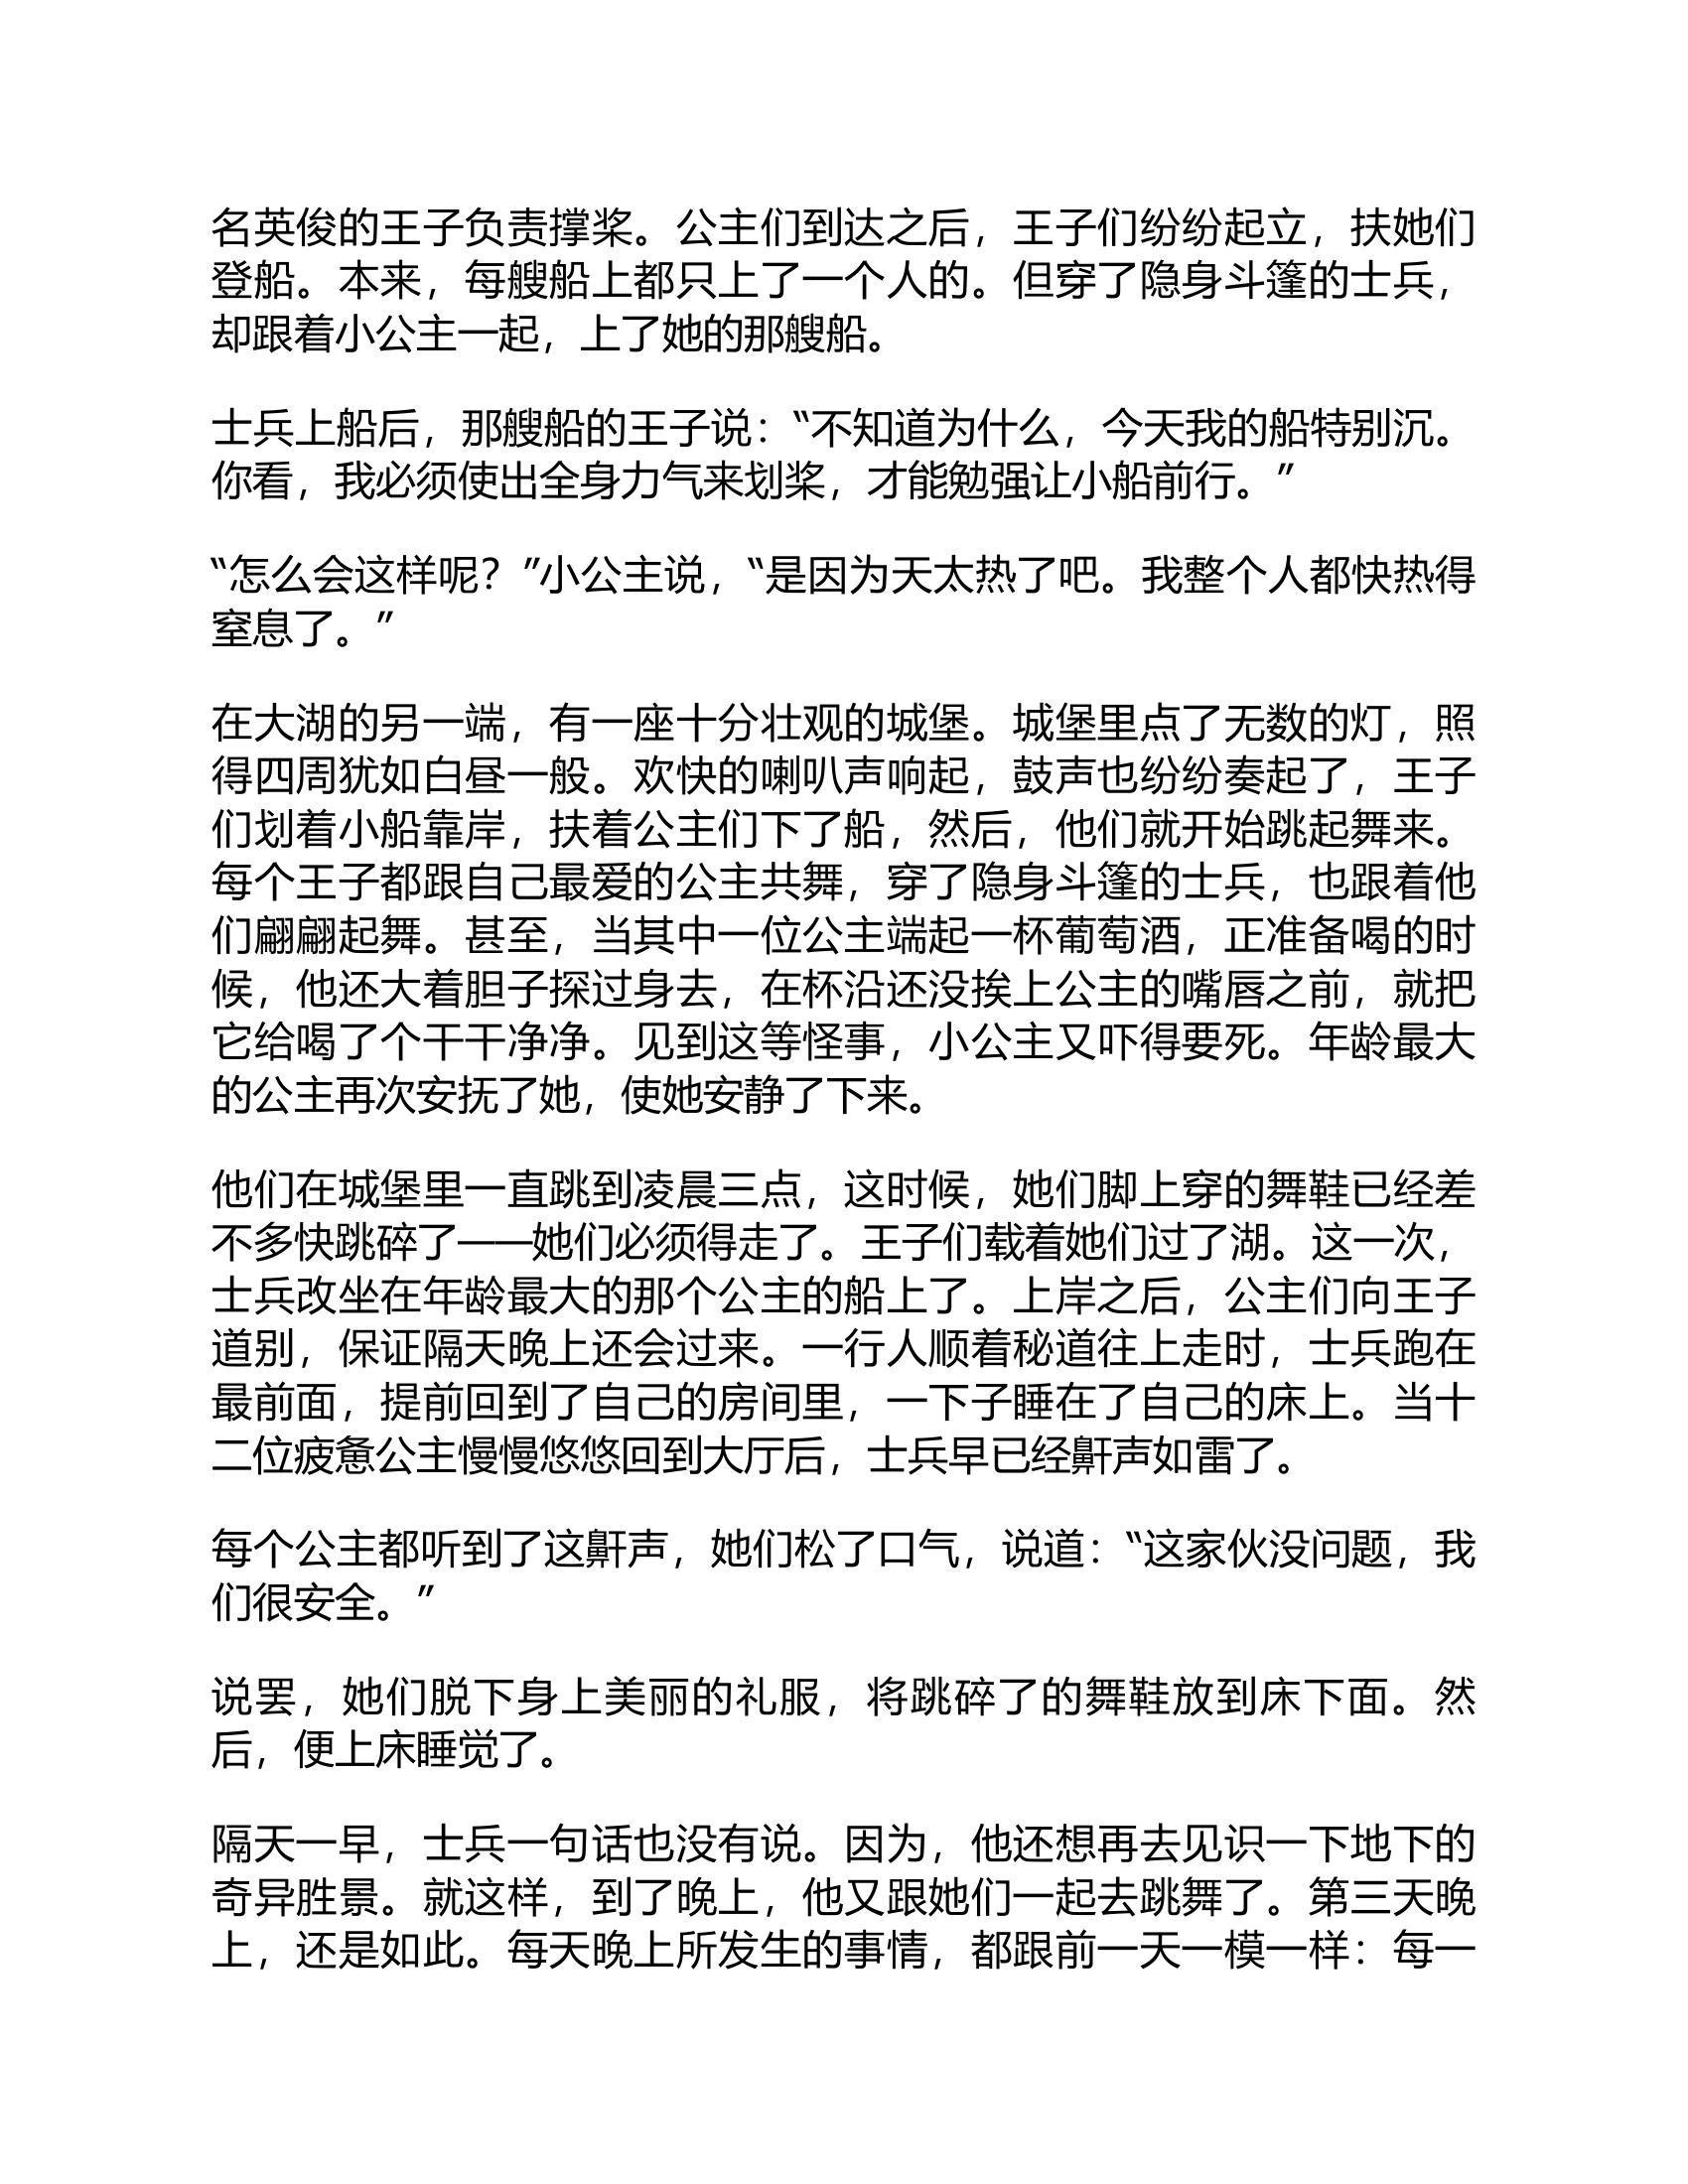 名英俊的王子负责撑桨。公主们到达之后，王子们纷纷起立，扶她们
登船。本来，每艘船上都只上了一个人的。但穿了隐身斗篷的士兵，
却跟着小公主一起，上了她的那艘船。
士兵上船后，那艘船的王子说：“不知道为什么，今天我的船特别沉。
你看，我必须使出全身力气来划桨，才能勉强让小船前行。”
“怎么会这样呢？”小公主说，“是因为天太热了吧。我整个人都快热得
窒息了。”
在大湖的另一端，有一座十分壮观的城堡。城堡里点了无数的灯，照
得四周犹如白昼一般。欢快的喇叭声响起，鼓声也纷纷奏起了，王子
们划着小船靠岸，扶着公主们下了船，然后，他们就开始跳起舞来。
每个王子都跟自己最爱的公主共舞，穿了隐身斗篷的士兵，也跟着他
们翩翩起舞。甚至，当其中一位公主端起一杯葡萄酒，正准备喝的时
候，他还大着胆子探过身去，在杯沿还没挨上公主的嘴唇之前，就把
它给喝了个干干净净。见到这等怪事，小公主又吓得要死。年龄最大
的公主再次安抚了她，使她安静了下来。
他们在城堡里一直跳到凌晨三点，这时候，她们脚上穿的舞鞋已经差
不多快跳碎了——她们必须得走了。王子们载着她们过了湖。这一次，
士兵改坐在年龄最大的那个公主的船上了。上岸之后，公主们向王子
道别，保证隔天晚上还会过来。一行人顺着秘道往上走时，士兵跑在
最前面，提前回到了自己的房间里，一下子睡在了自己的床上。当十
二位疲惫公主慢慢悠悠回到大厅后，士兵早已经鼾声如雷了。
每个公主都听到了这鼾声，她们松了口气，说道：“这家伙没问题，我
们很安全。”
说罢，她们脱下身上美丽的礼服，将跳碎了的舞鞋放到床下面。然
后，便上床睡觉了。
隔天一早，士兵一句话也没有说。因为，他还想再去见识一下地下的
奇异胜景。就这样，到了晚上，他又跟她们一起去跳舞了。第三天晚
上，还是如此。每天晚上所发生的事情，都跟前一天一模一样：每一